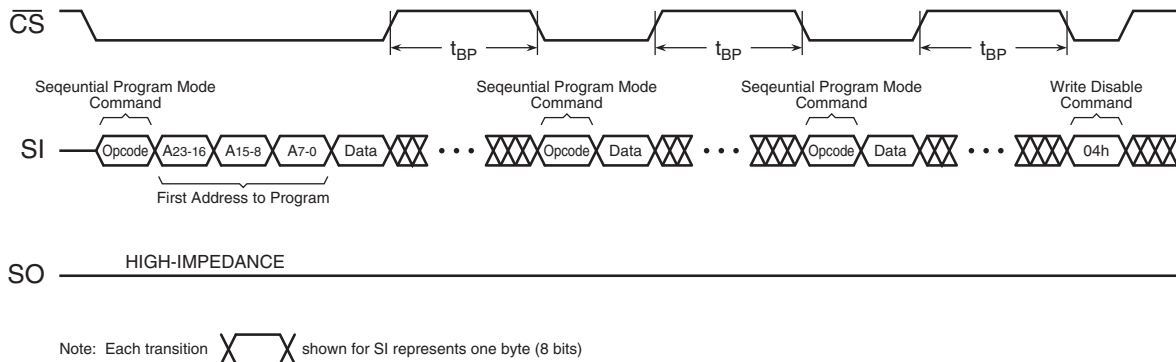 CS
tBP tBP tBP
Seqeuntial Program Mode Command
Seqeuntial Program Mode Command
Seqeuntial Program Mode Command
Write Disable Command
SI Opcode A23-16 A15-8 A7-0 Data • • • Opcode Data • • • Opcode Data • • • 04h
First Address to Program
SO HIGH-IMPEDANCE
Note: Each transition shown for SI represents one byte (8 bits)